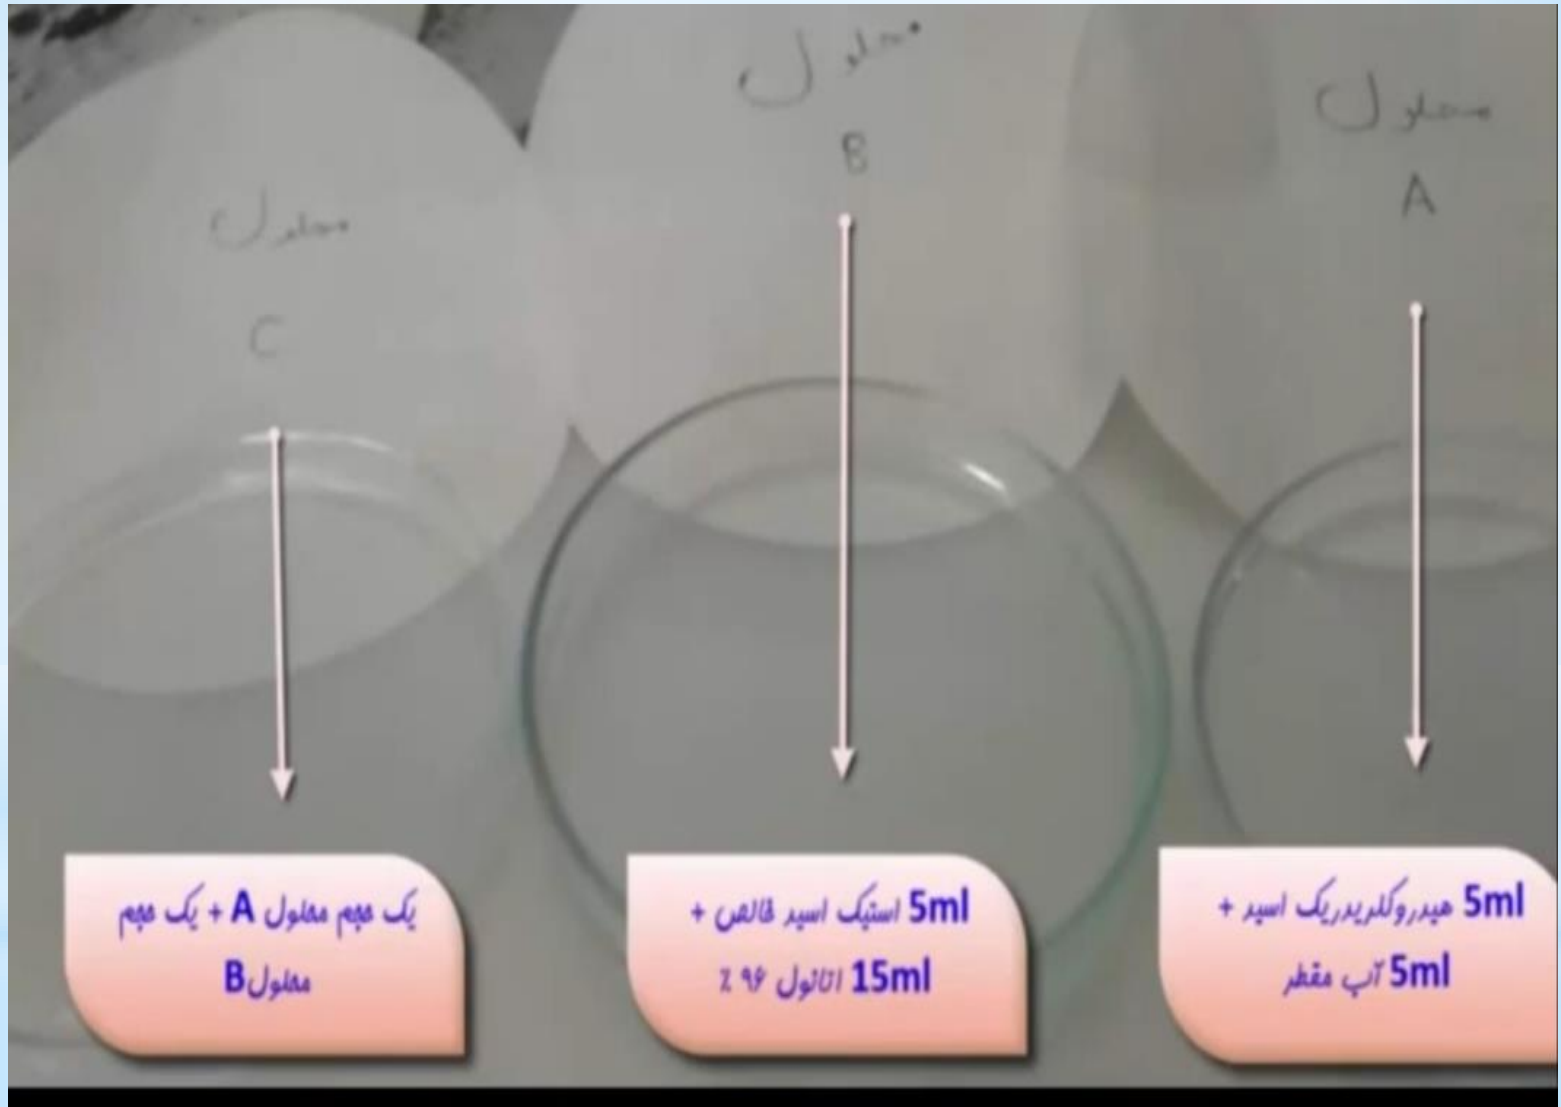 محلول
A
محلول
B
محلول
C
5ml هیدروکلریدریک اسید +
5ml آب مقطر
5ml استیک اسید خالص +
15ml اتانول ۹۶ ٪
یک حجم محلول A + یک حجم
محلول B